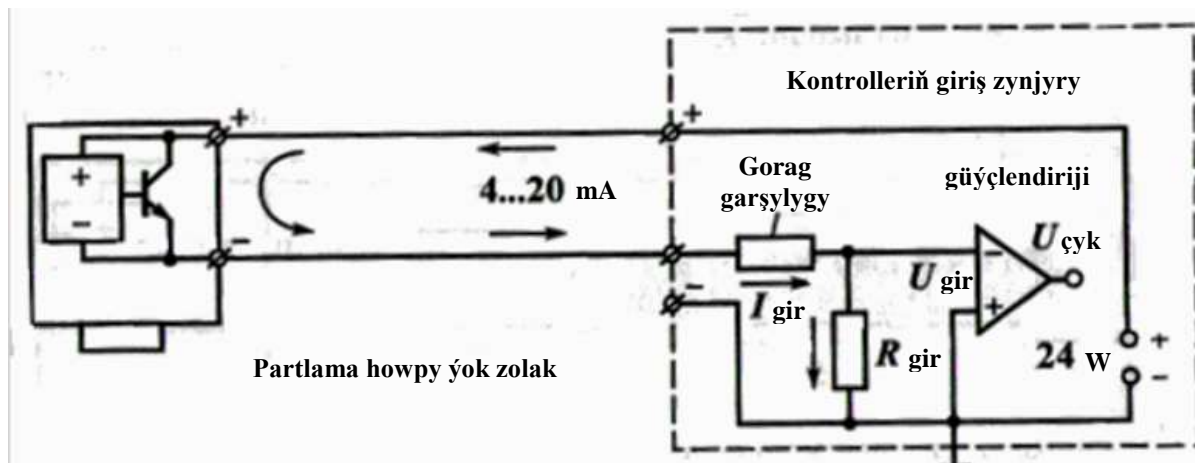 Kontrolleriň giriş zynjyry
+
+
Gorag
garşylygy
güýçlendiriji
+
−
4...20 mA
−
U çyk
−
U gir
+
−
I gir
R gir
24 W
+
−
Partlama howpy ýok zolak